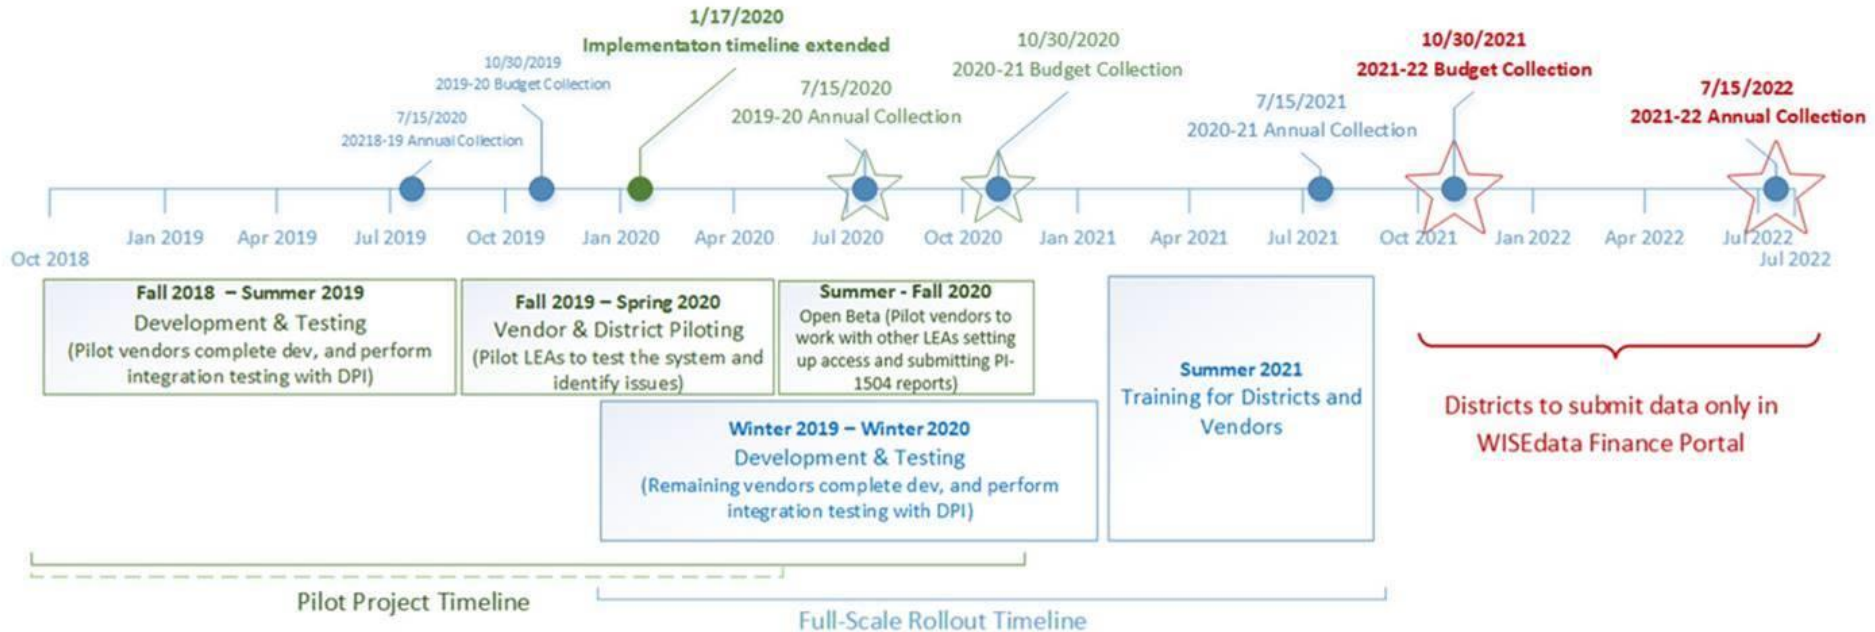 1/17/2020
Implementaton timeline extended
10/30/2019
2019-20 Budget Collection
7/15/2020
20218-19 Annual Collection
7/15/2020
2019-20 Annual Collection
10/30/2020
2020-21 Budget Collection
7/15/2021
2020-21 Annual Collection
10/30/2021
2021-22 Budget Collection
7/15/2022
2021-22 Annual Collection
Oct 2018
Jan 2019
Apr 2019
Jul 2019
Oct 2019
Jan 2020
Apr 2020
Jul 2020
Oct 2020
Jan 2021
Apr 2021
Jul 2021
Oct 2021
Jan 2022
Apr 2022
Jul 2022
Jul 2022
Fall 2018 – Summer 2019
Development & Testing
(Pilot vendors complete dev, and perform
integration testing with DPI)
Fall 2019 – Spring 2020
Vendor & District Piloting
(Pilot LEAs to test the system and
identify issues)
Summer - Fall 2020
Open Beta (Pilot vendors to
work with other LEAs setting
up access and submitting PI-
1504 reports)
Winter 2019 – Winter 2020
Development & Testing
(Remaining vendors complete dev, and perform
integration testing with DPI)
Summer 2021
Training for Districts and
Vendors
Districts to submit data only in
WISEdata Finance Portal
Pilot Project Timeline
Full-Scale Rollout Timeline